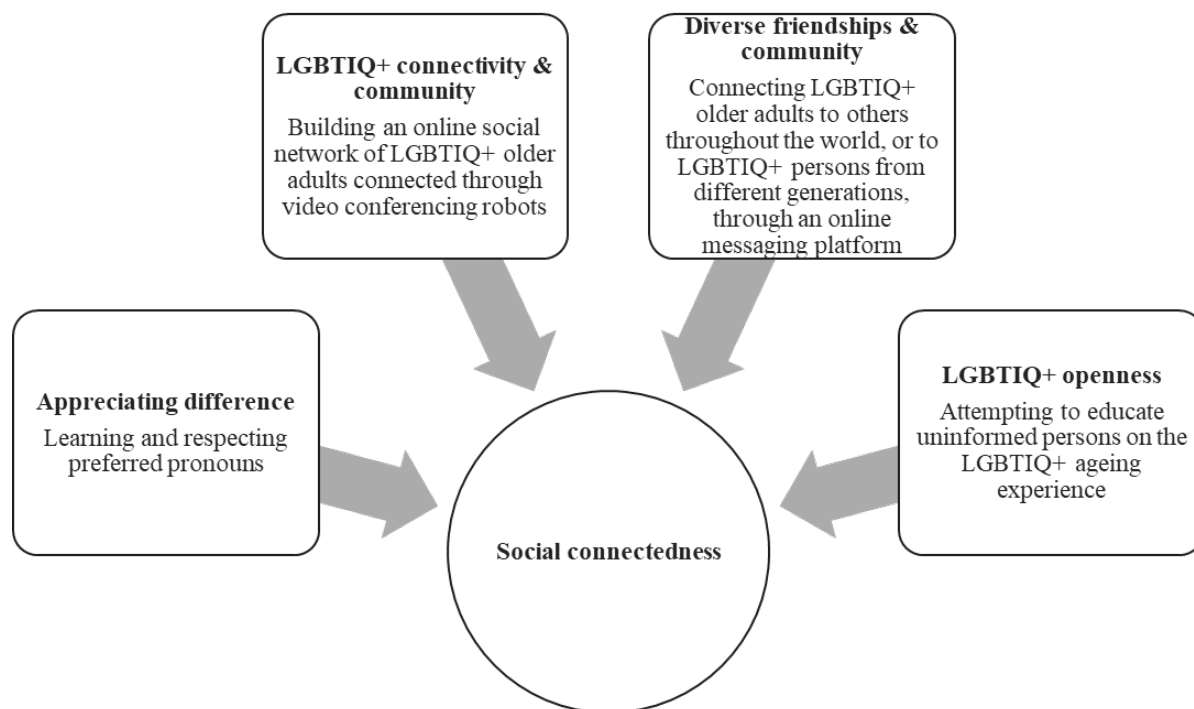 LGBTIQ+ connectivity &
community
Building an online social
network of LGBTIQ+ older
adults connected through
video conferencing robots
Diverse friendships &
community
Connecting LGBTIQ+
older adults to others
throughout the world, or to
LGBTIQ+ persons from
different generations,
through an online
messaging platform
Appreciating difference
Learning and respecting
preferred pronouns
LGBTIQ+ openness
Attempting to educate
uninformed persons on the
LGBTIQ+ ageing
experience
Social connectedness